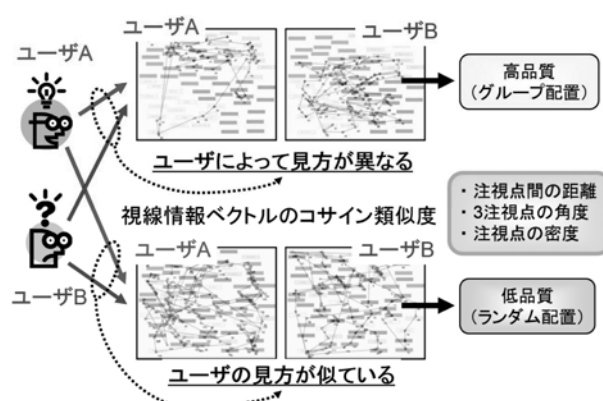 ユーザA
ユーザA
ユーザB
高品質
(グループ配置)
ユーザによって見方が異なる
視線情報ベクトルのコサイン類似度
・注視点間の距離
・3注視点の角度
・注視点の密度
ユーザB
ユーザA
ユーザB
低品質
(ランダム配置)
ユーザの見方が似ている